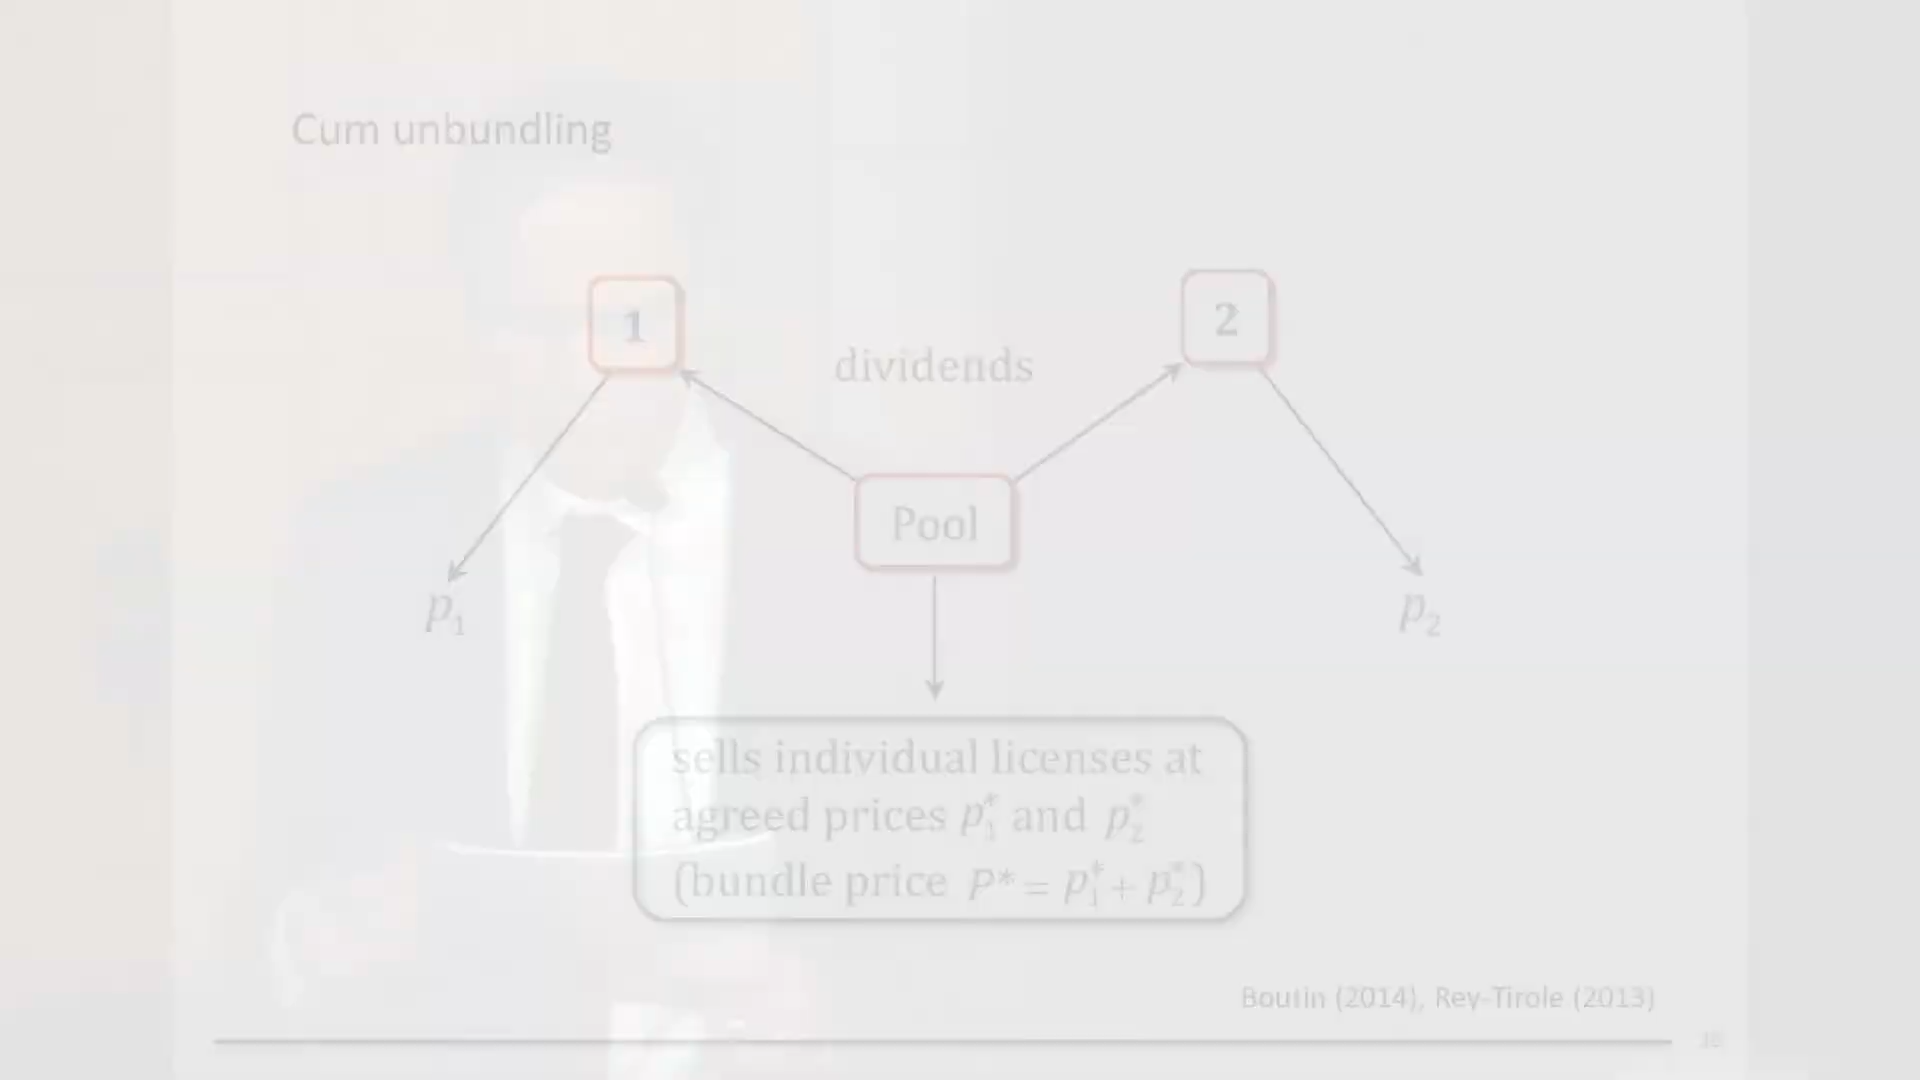 Cum unbundling
1
2
dividends
Pool
p₁
p₂
sells individual licenses at
agreed prices p₁* and p₂*
(bundle price P* = p₁* + p₂*)
Boutin (2014), Rey-Tirole (2013)